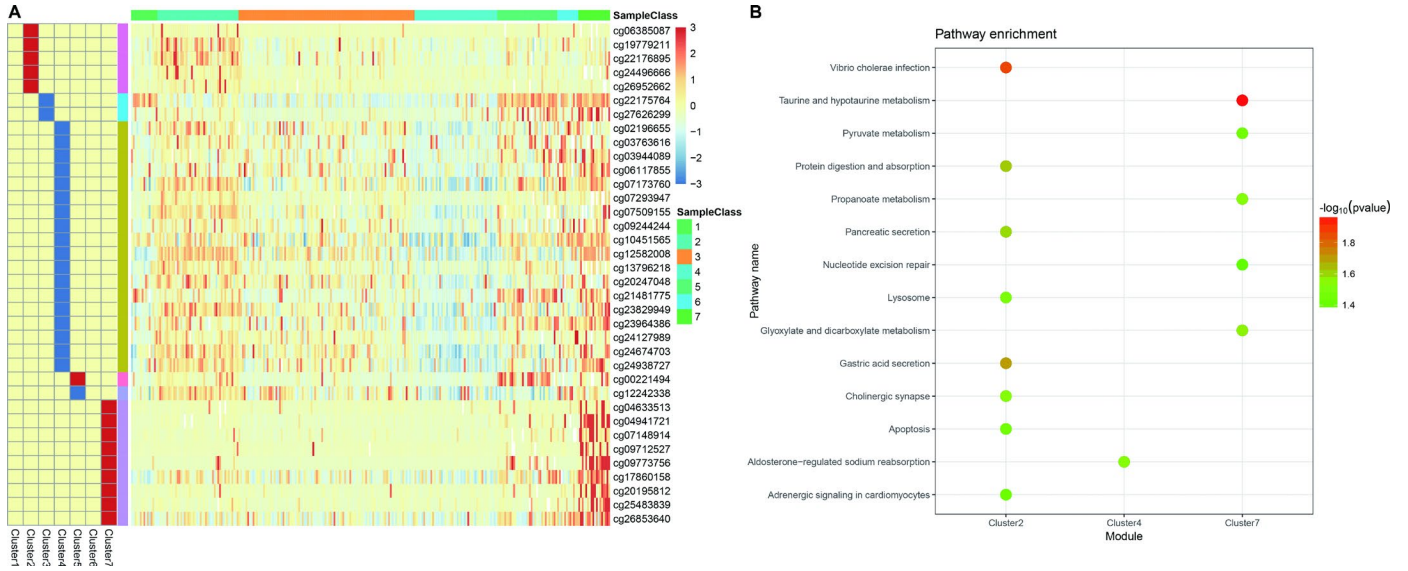 A
SampleClass
cg06385087
cg19779211
cg22176895
cg24496666
cg26952662
cg22175764
cg27626299
cg02196655
cg03763616
cg03944089
cg06117855
cg07173760
cg07293947
cg07509155
cg09244244
cg10451565
cg12582008
cg13796218
cg20247048
cg21481775
cg23829949
cg23964386
cg24127989
cg24674703
cg24938727
cg00221494
cg12242338
cg04633513
cg04941721
cg07148914
cg09712527
cg09773756
cg17860158
cg20195812
cg25483839
cg26853640
3
2
1
0
−1
−2
−3
SampleClass
1
2
3
4
5
6
7
Cluster1
Cluster2
Cluster3
Cluster4
Cluster5
Cluster6
Cluster7
B
Pathway enrichment
Pathway name
Vibrio cholerae infection
Taurine and hypotaurine metabolism
Pyruvate metabolism
Protein digestion and absorption
Propanoate metabolism
Pancreatic secretion
Nucleotide excision repair
Lysosome
Glyoxylate and dicarboxylate metabolism
Gastric acid secretion
Cholinergic synapse
Apoptosis
Aldosterone−regulated sodium reabsorption
Adrenergic signaling in cardiomyocytes
Cluster2
Cluster4
Cluster7
Module
-log10(pvalue)
1.8
1.6
1.4